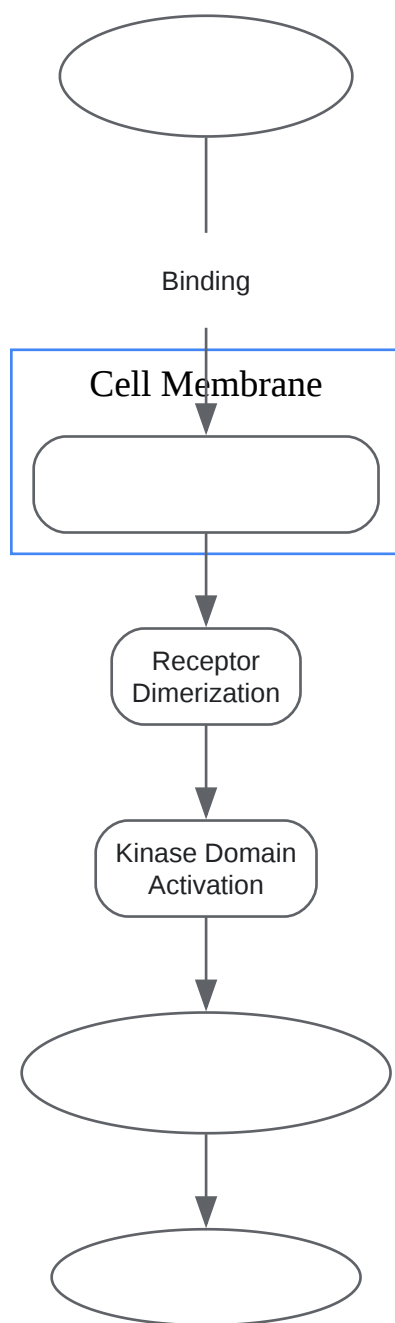 Binding
Cell Membrane
Receptor
Dimerization
Kinase Domain
Activation